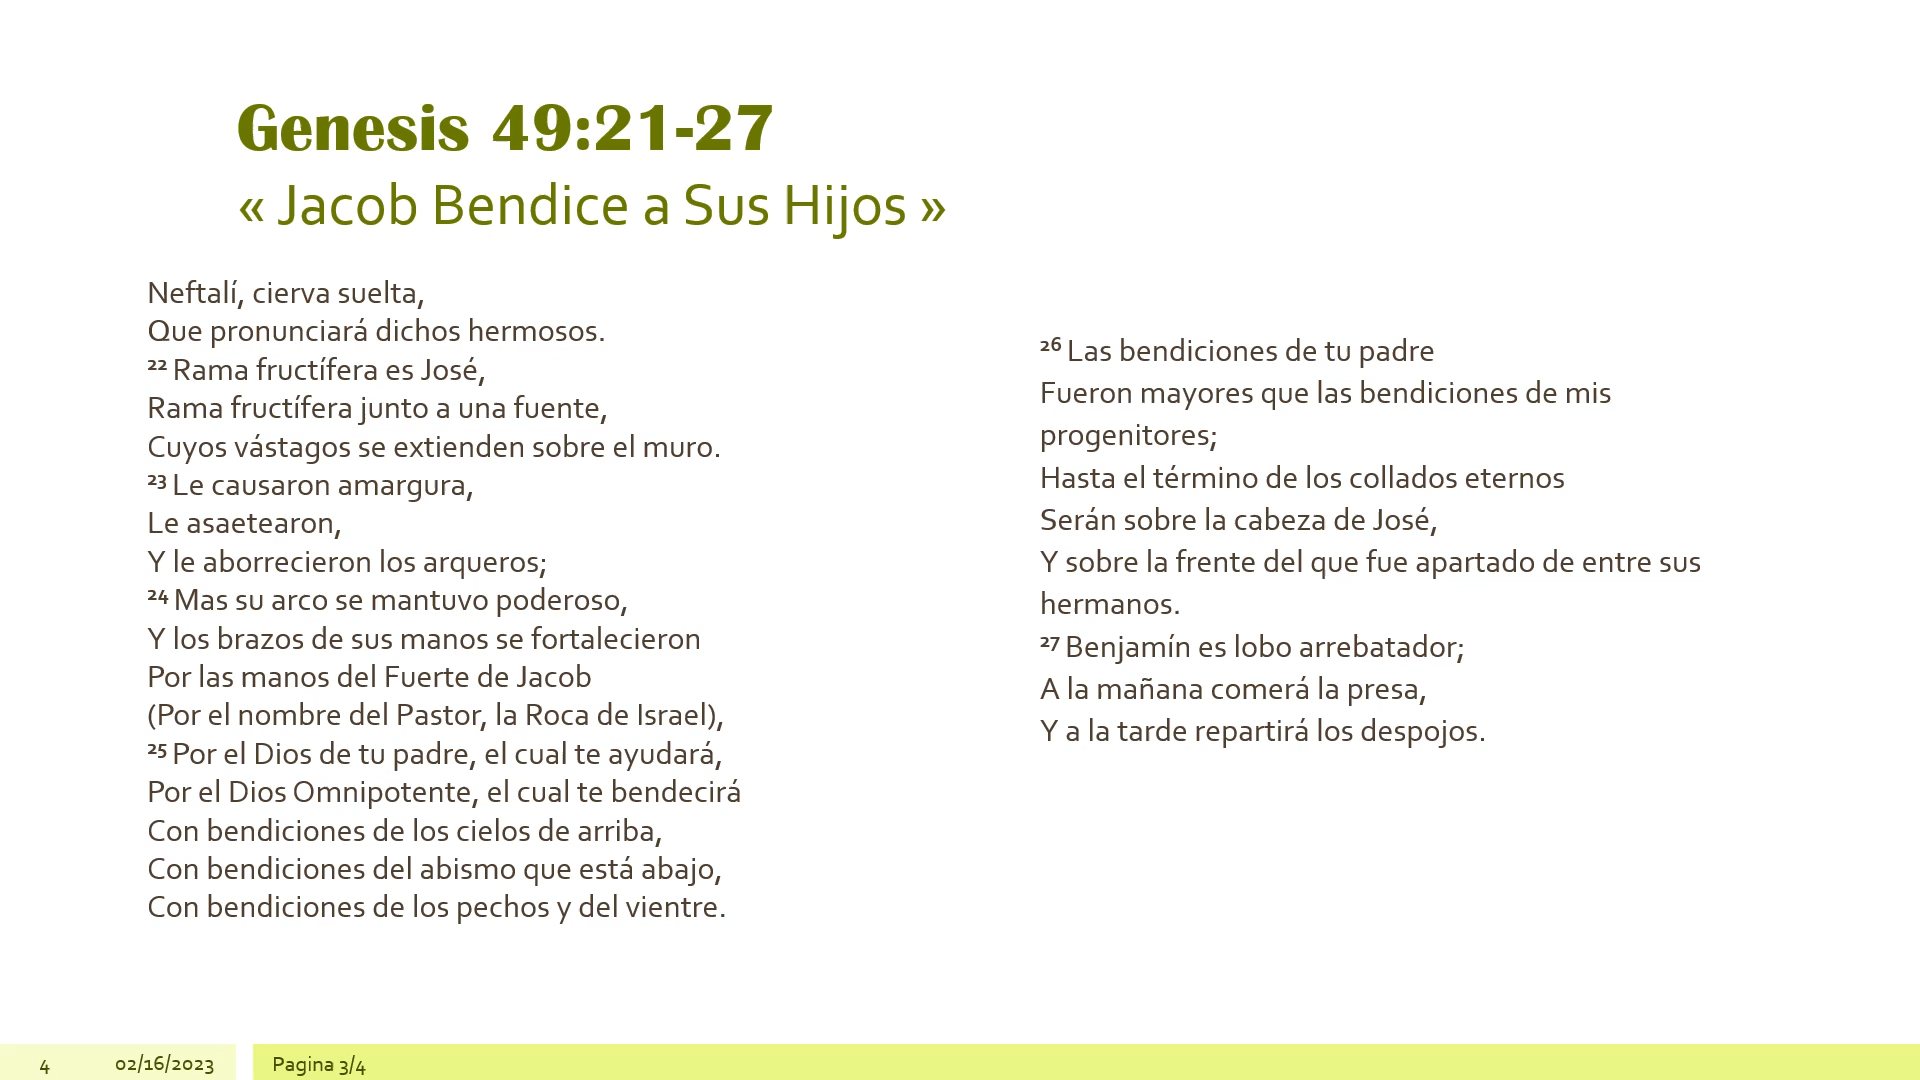 Genesis 49:21-27
« Jacob Bendice a Sus Hijos »
Neftalí, cierva suelta,
Que pronunciará dichos hermosos.
22 Rama fructífera es José,
Rama fructífera junto a una fuente,
Cuyos vástagos se extienden sobre el muro.
23 Le causaron amargura,
Le asaetearon,
Y le aborrecieron los arqueros;
24 Mas su arco se mantuvo poderoso,
Y los brazos de sus manos se fortalecieron
Por las manos del Fuerte de Jacob
(Por el nombre del Pastor, la Roca de Israel),
25 Por el Dios de tu padre, el cual te ayudará,
Por el Dios Omnipotente, el cual te bendecirá
Con bendiciones de los cielos de arriba,
Con bendiciones del abismo que está abajo,
Con bendiciones de los pechos y del vientre.
26 Las bendiciones de tu padre
Fueron mayores que las bendiciones de mis
progenitores;
Hasta el término de los collados eternos
Serán sobre la cabeza de José,
Y sobre la frente del que fue apartado de entre sus
hermanos.
27 Benjamín es lobo arrebatador;
A la mañana comerá la presa,
Y a la tarde repartirá los despojos.
4 02/16/2023 Pagina 3/4